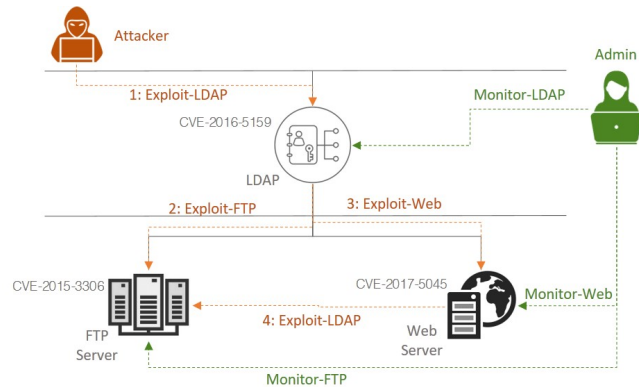 Attacker
Admin
1: Exploit-LDAP
Monitor-LDAP
CVE-2016-5159
LDAP
2: Exploit-FTP
3: Exploit-Web
CVE-2015-3306
CVE-2017-5045
Monitor-Web
4: Exploit-LDAP
FTP
Server
Web
Server
Monitor-FTP